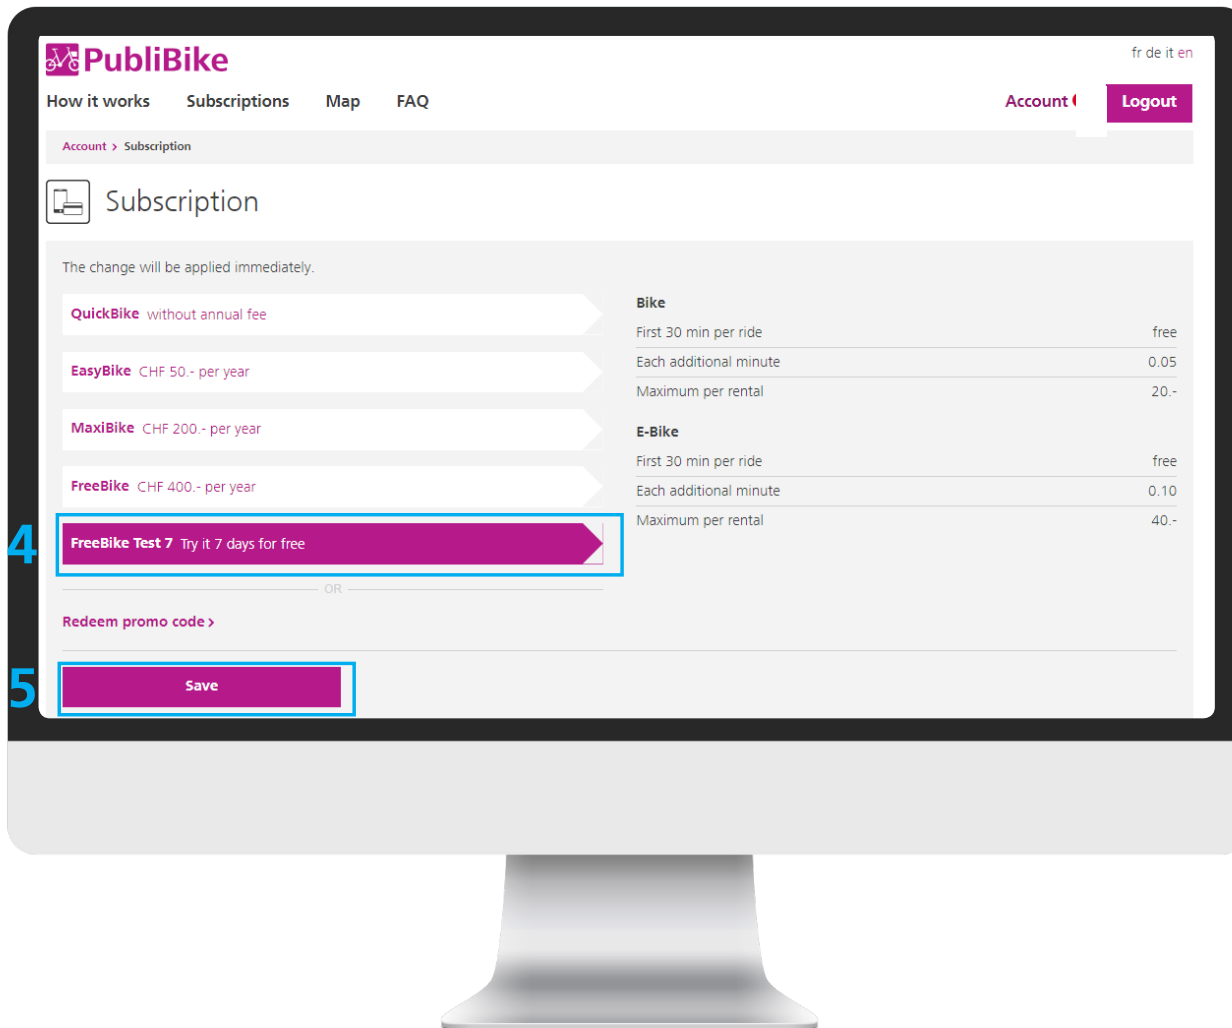 PubliBike
fr de it en
How it works Subscriptions Map FAQ
Account Logout
Account > Subscription
Subscription
The change will be applied immediately.
QuickBike without annual fee
EasyBike CHF 50.- per year
MaxiBike CHF 200.- per year
FreeBike CHF 400.- per year
4
FreeBike Test 7 Try it 7 days for free
OR
Redeem promo code >
5
Save
Bike
First 30 min per ride free
Each additional minute 0.05
Maximum per rental 20.-
E-Bike
First 30 min per ride free
Each additional minute 0.10
Maximum per rental 40.-